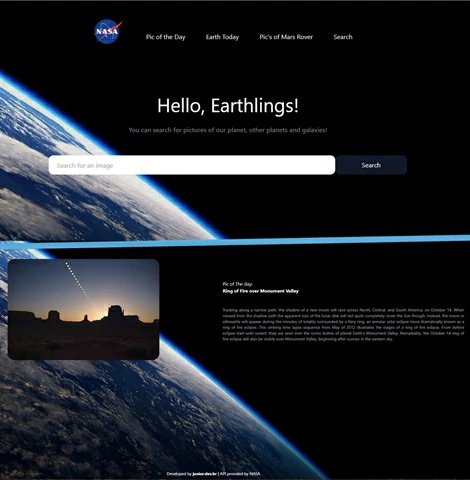 NASA
Pic of the Day Earth Today Pic's of Mars Rover Search
Hello, Earthlings!
You can search for pictures of our planet, other planets and galaxies!
Search for an image Search
Pic of The day:
Ring of Fire over Monument Valley
Tracking along a narrow path, the shadow of a new moon will race across North, Central, and South America, on October 14. When
viewed from the shadow path the apparent size of the lunar disk will not quite completely cover the Sun though. Instead, the moon in
silhouette will appear during the minutes of totality surrounded by a fiery ring, an annular solar eclipse more dramatically known as a
ring of fire eclipse. This striking time lapse sequence from May of 2012 illustrates the stages of a ring of fire eclipse. From before
eclipse start until sunset, they are seen over the iconic buttes of planet Earth's Monument Valley. Remarkably, the October 14 ring of
fire eclipse will also be visible over Monument Valley, beginning after sunrise in the eastern sky.
Developed by junior.dev.kr | API provided by NASA